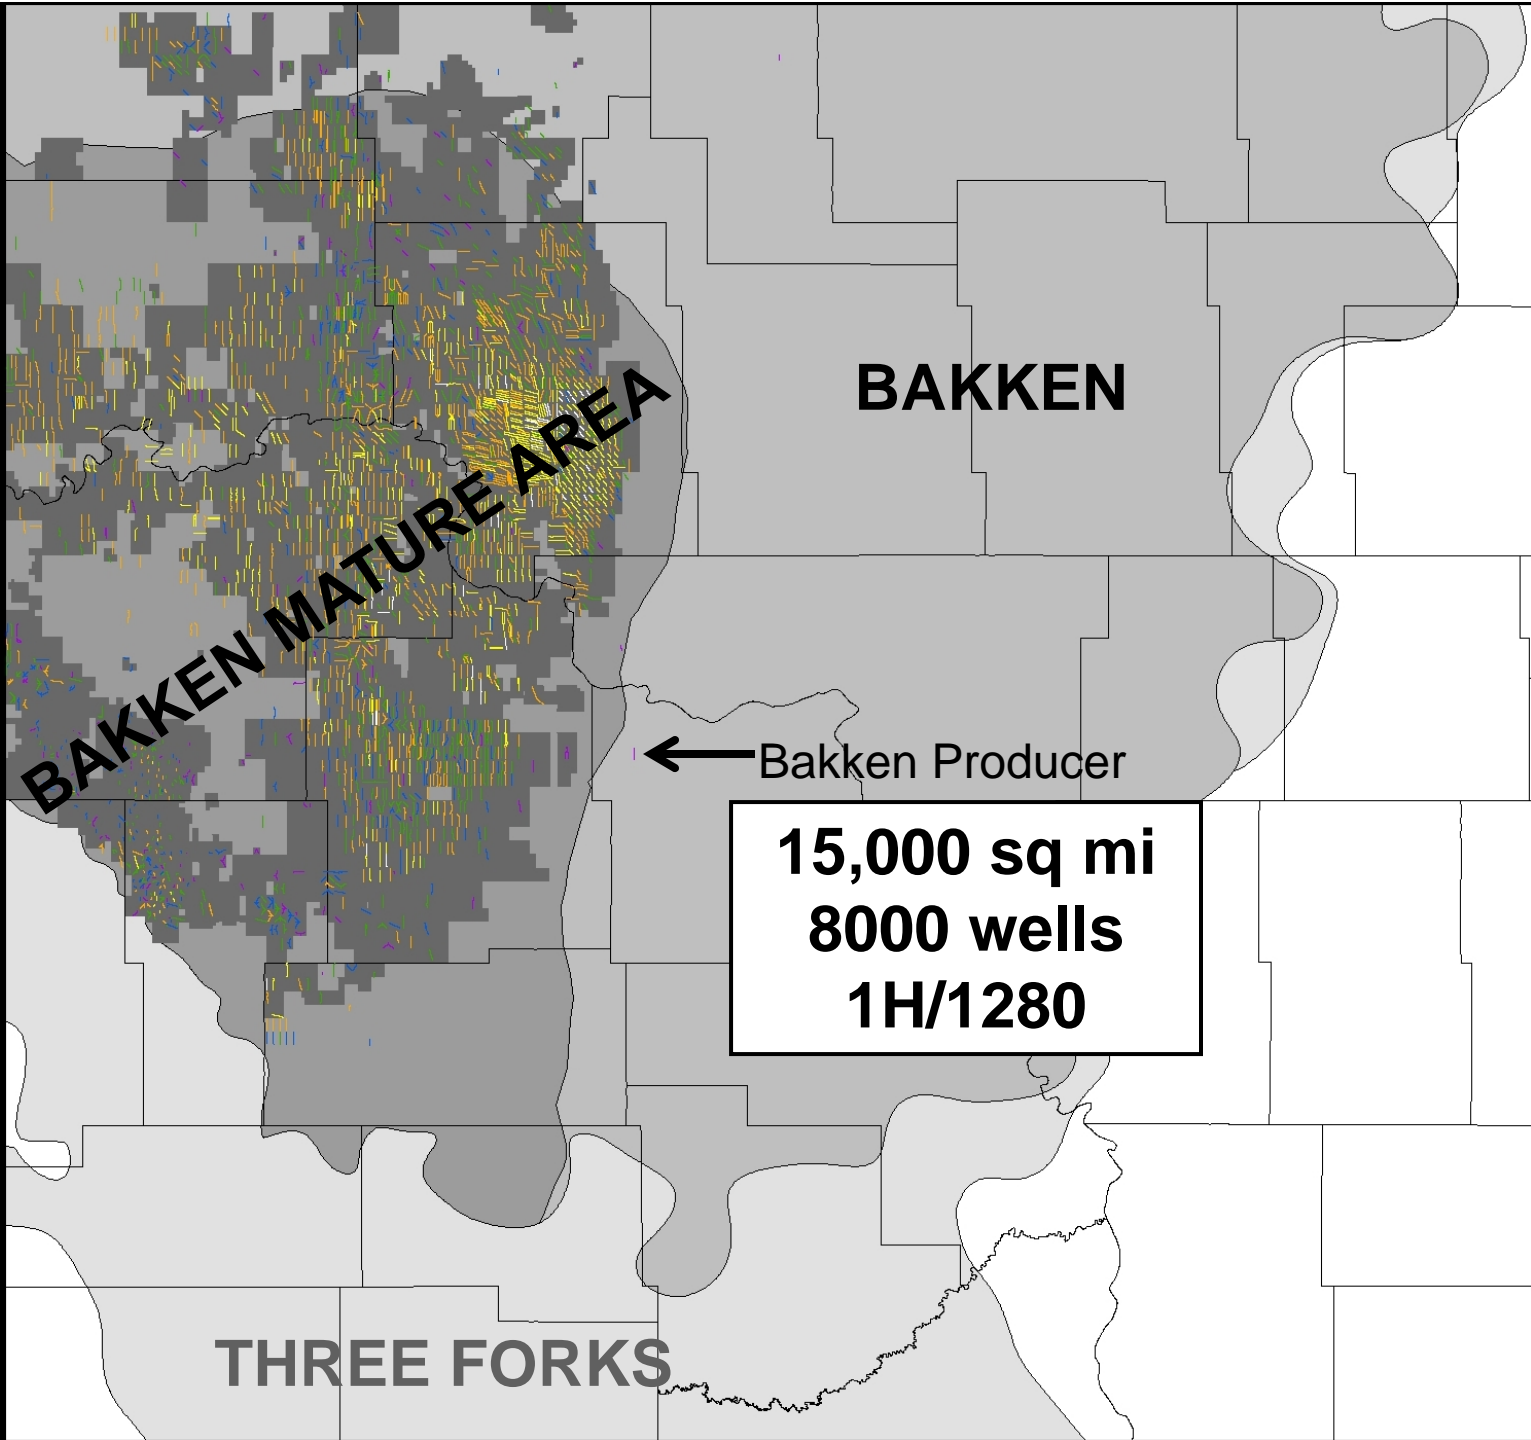 BAKKEN
BAKKEN MATURE AREA
Bakken Producer
15,000 sq mi
8000 wells
1H/1280
THREE FORKS